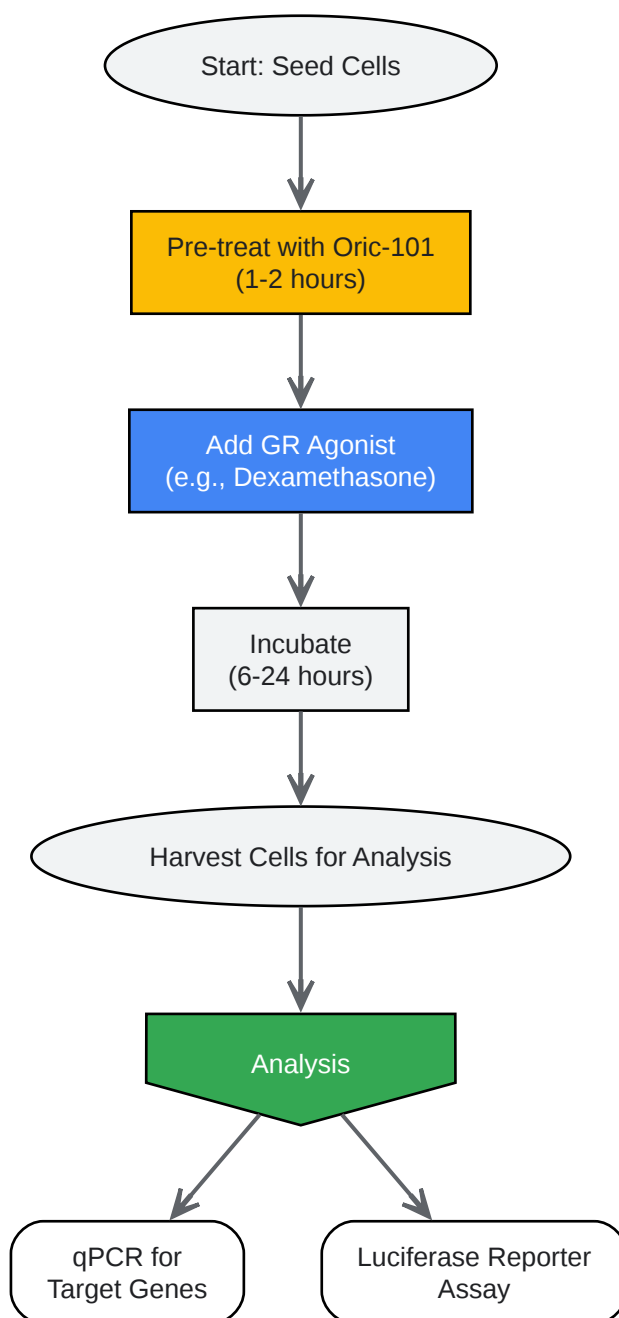 Start: Seed Cells
Pre-treat with Oric-101
(1-2 hours)
Add GR Agonist
(e.g., Dexamethasone)
Incubate
(6-24 hours)
Harvest Cells for Analysis
Analysis
qPCR for
Target Genes
Luciferase Reporter
Assay